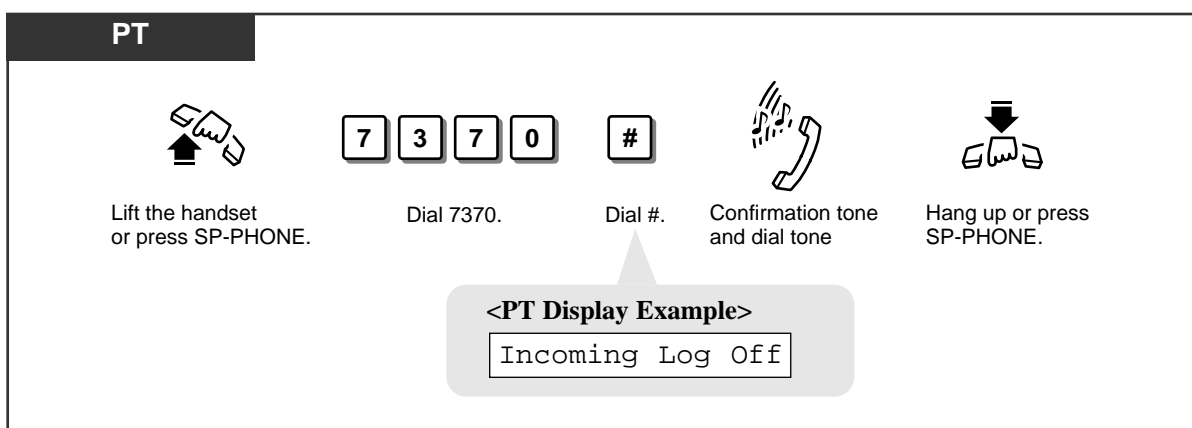 PT
7 3 7 0 #
Lift the handset
or press SP-PHONE.
Dial 7370.
Dial #.
Confirmation tone
and dial tone
Hang up or press
SP-PHONE.
<PT Display Example>
Incoming Log Off